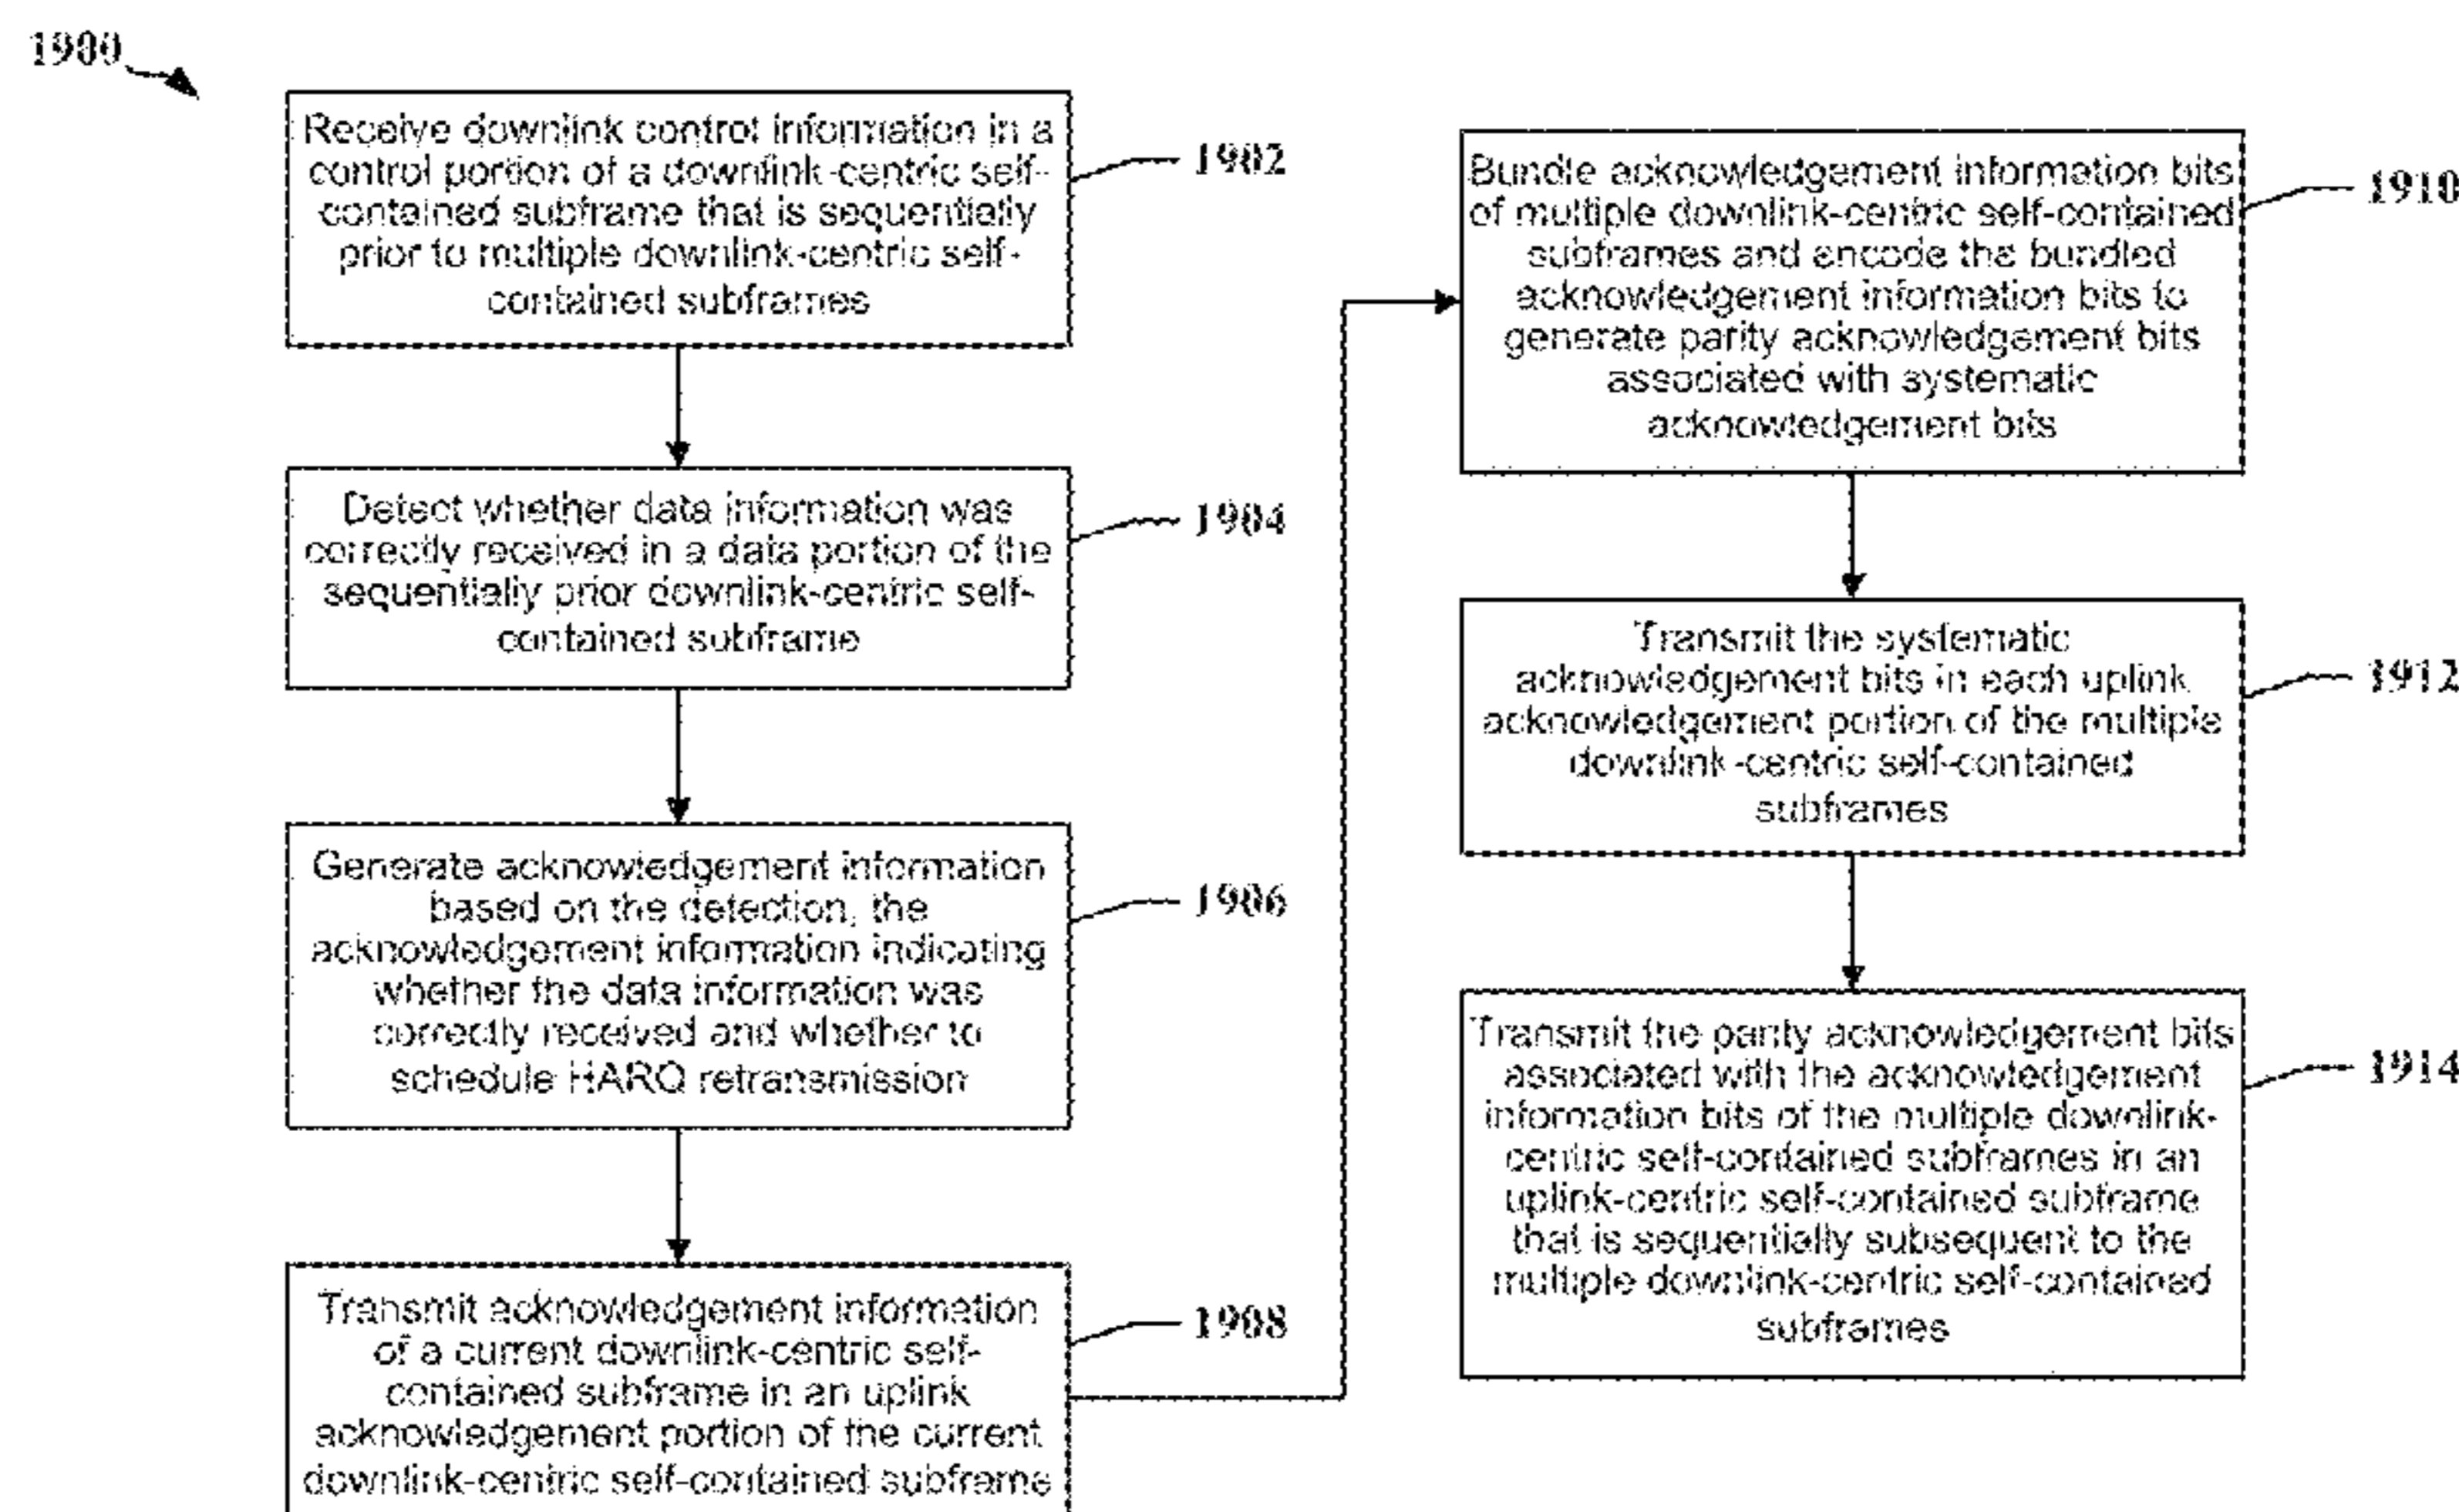 1900
Receive downlink control information in a
control portion of a downlink-centric self-
contained subframe that is sequentially
prior to multiple downlink-centric self-
contained subframes
1902
Detect whether data information was
correctly received in a data portion of the
sequentially prior downlink-centric self-
contained subframe
1904
Generate acknowledgement information
based on the detection, the
acknowledgement information indicating
whether the data information was
correctly received and whether to
schedule HARQ retransmission
1906
Transmit acknowledgement information
of a current downlink-centric self-
contained subframe in an uplink
acknowledgement portion of the current
downlink-centric self-contained subframe
1908
Bundle acknowledgement information bits
of multiple downlink-centric self-contained
subframes and encode the bundled
acknowledgement information bits to
generate parity acknowledgement bits
associated with systematic
acknowledgement bits
1910
Transmit the systematic
acknowledgement bits in each uplink
acknowledgement portion of the multiple
downlink-centric self-contained
subframes
1912
Transmit the parity acknowledgement bits
associated with the acknowledgement
information bits of the multiple downlink-
centric self-contained subframes in an
uplink-centric self-contained subframe
that is sequentially subsequent to the
multiple downlink-centric self-contained
subframes
1914